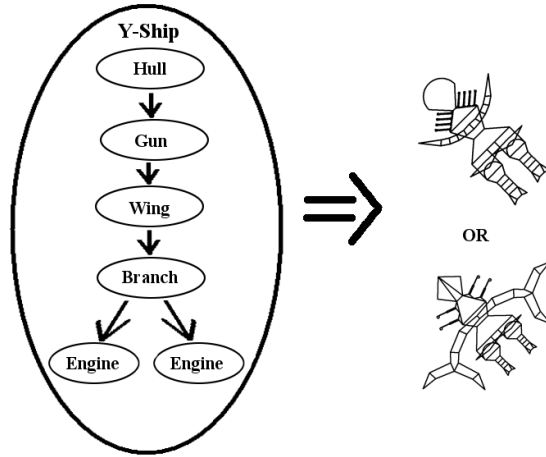 Y-Ship
Hull
Gun
Wing
Branch
Engine Engine
OR